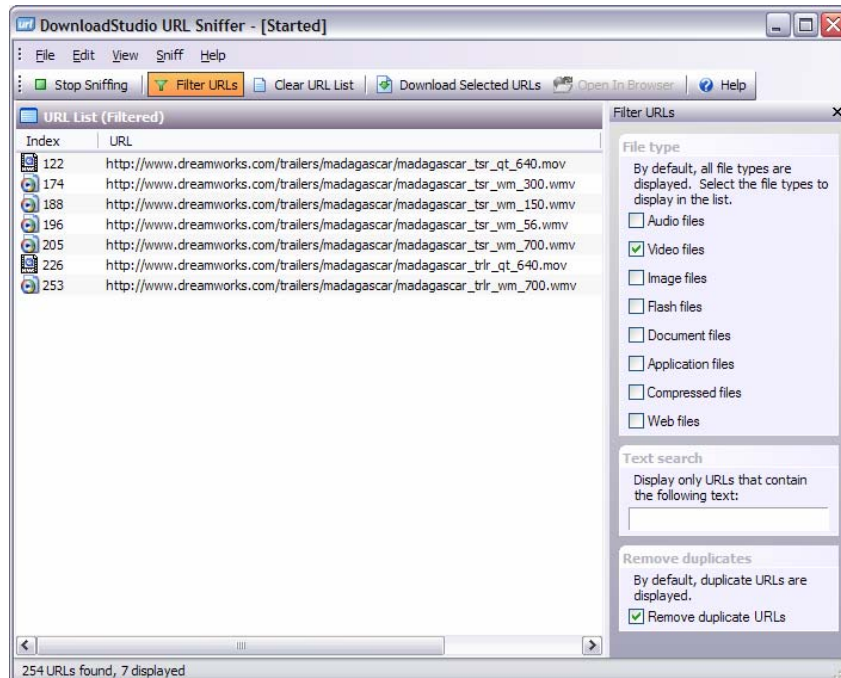 url DownloadStudio URL Sniffer - [Started]
File Edit View Sniff Help
Stop Sniffing Filter URLs Clear URL List Download Selected URLs Open In Browser Help
URL List (Filtered)
Index URL
122 http://www.dreamworks.com/trailers/madagascar/madagascar_tsr_qt_640.mov
174 http://www.dreamworks.com/trailers/madagascar/madagascar_tsr_wm_300.wmv
188 http://www.dreamworks.com/trailers/madagascar/madagascar_tsr_wm_150.wmv
196 http://www.dreamworks.com/trailers/madagascar/madagascar_tsr_wm_56.wmv
205 http://www.dreamworks.com/trailers/madagascar/madagascar_tsr_wm_700.wmv
226 http://www.dreamworks.com/trailers/madagascar/madagascar_trlr_qt_640.mov
253 http://www.dreamworks.com/trailers/madagascar/madagascar_trlr_wm_700.wmv
Filter URLs
File type
By default, all file types are
displayed. Select the file types to
display in the list.
Audio files
Video files
Image files
Flash files
Document files
Application files
Compressed files
Web files
Text search
Display only URLs that contain
the following text:
Remove duplicates
By default, duplicate URLs are
displayed.
Remove duplicate URLs
254 URLs found, 7 displayed